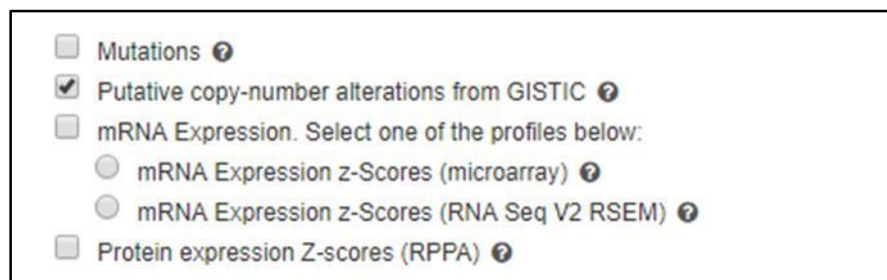 Mutations
Putative copy-number alterations from GISTIC
mRNA Expression. Select one of the profiles below:
mRNA Expression z-Scores (microarray)
mRNA Expression z-Scores (RNA Seq V2 RSEM)
Protein expression Z-scores (RPPA)